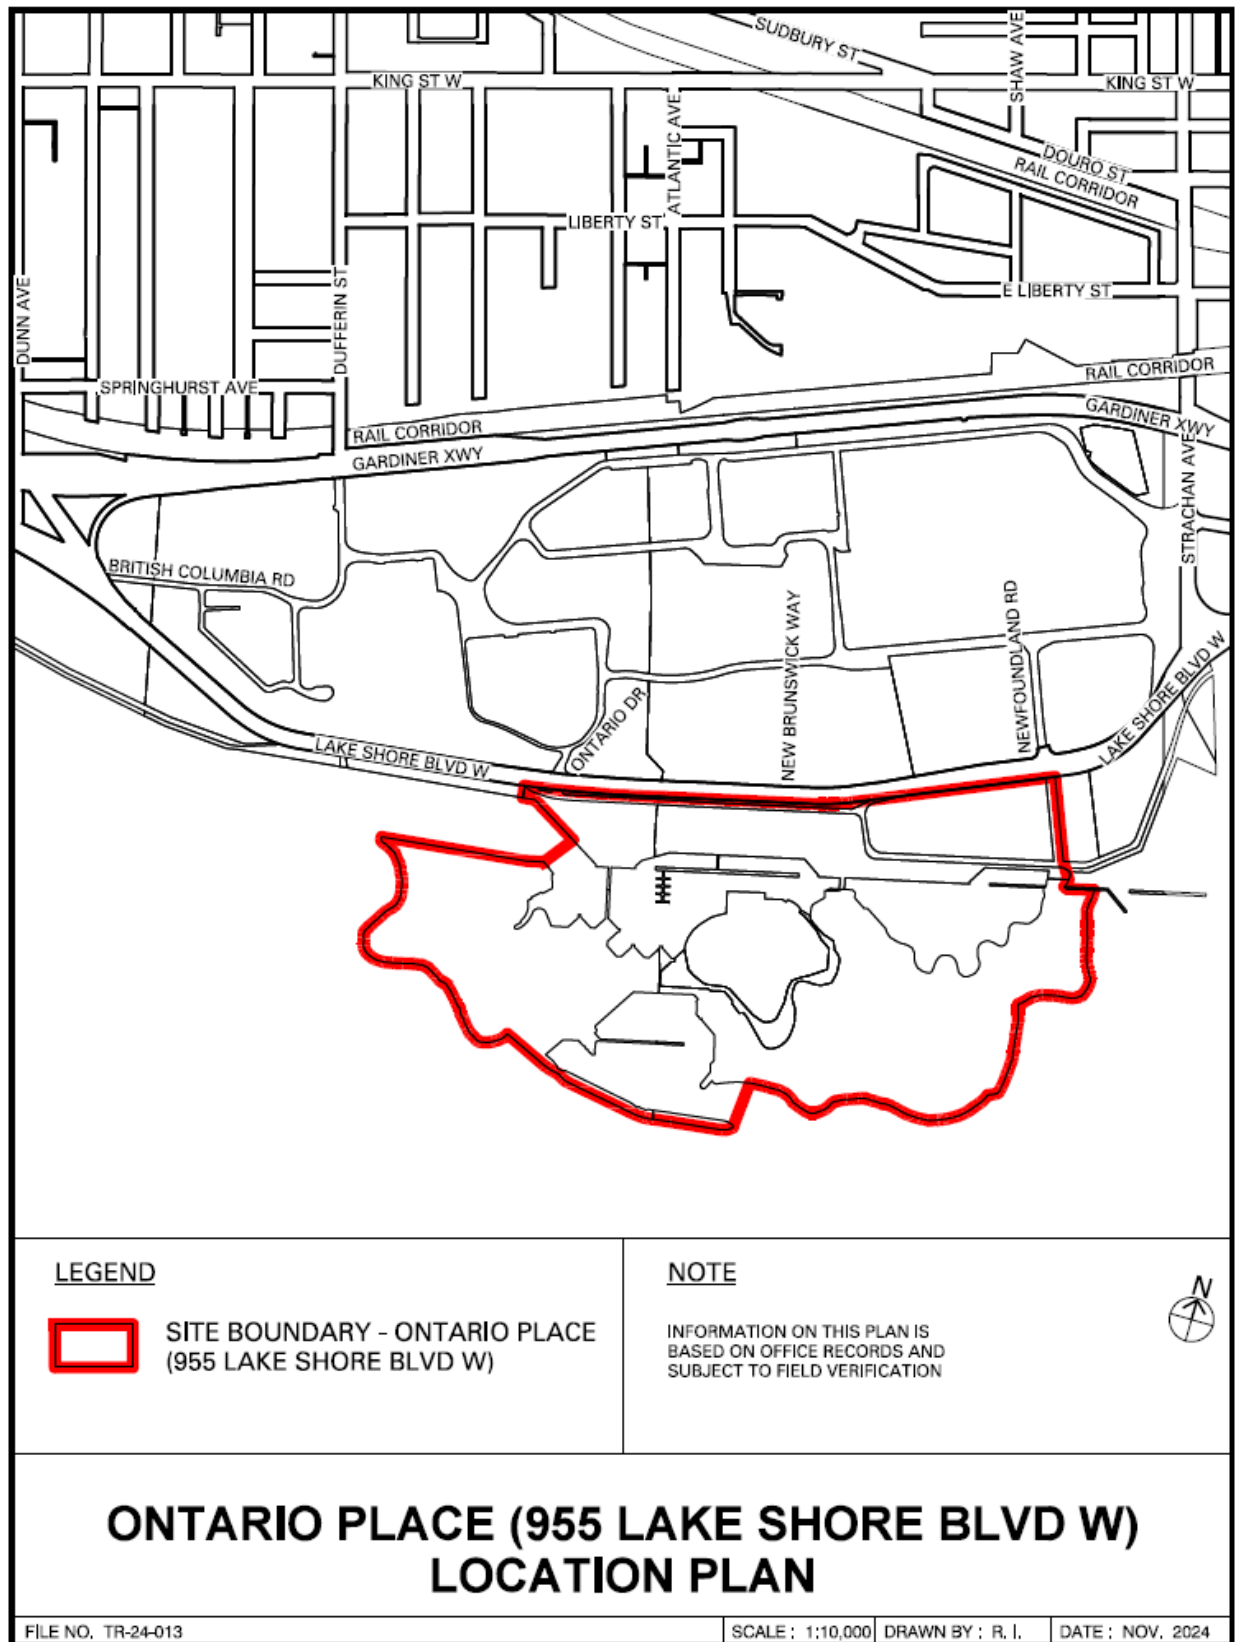 SUDBURY ST
SHAW AVE
KING ST W
KING ST W
ATLANTIC AVE
DOURO ST
RAIL CORRIDOR
LIBERTY ST
DUNN AVE
DUFFERIN ST
E LIBERTY ST
SPRINGHURST AVE
RAIL CORRIDOR
GARDINER XWY
RAIL CORRIDOR
GARDINER XWY
STRACHAN AVE
BRITISH COLUMBIA RD
NEW BRUNSWICK WAY
NEWFOUNDLAND RD
ONTARIO DR
LAKE SHORE BLVD W
LAKE SHORE BLVD W
LEGEND
SITE BOUNDARY - ONTARIO PLACE
(955 LAKE SHORE BLVD W)
NOTE
INFORMATION ON THIS PLAN IS
BASED ON OFFICE RECORDS AND
SUBJECT TO FIELD VERIFICATION
N
ONTARIO PLACE (955 LAKE SHORE BLVD W)
LOCATION PLAN
FILE NO. TR-24-013
SCALE : 1:10,000
DRAWN BY : R. I.
DATE : NOV. 2024